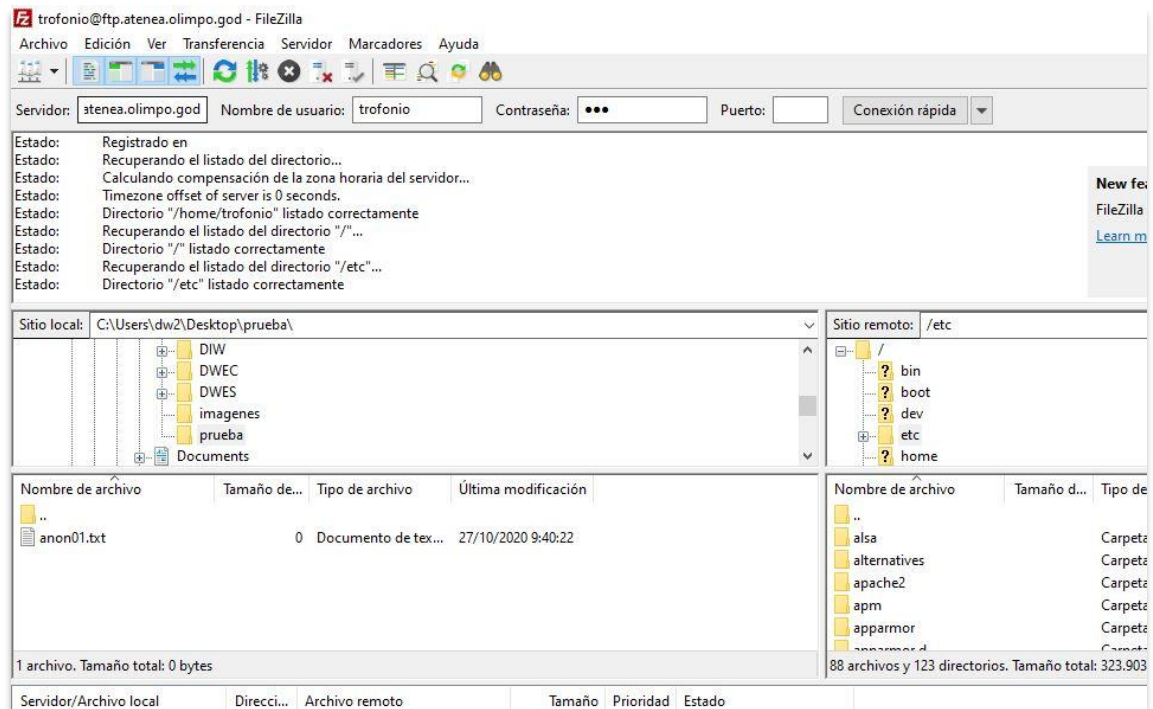 trofonio@ftp.atenea.olimpo.god - FileZilla
Archivo Edición Ver Transferencia Servidor Marcadores Ayuda
Servidor: atenea.olimpo.god Nombre de usuario: trofonio Contraseña: ●●● Puerto: Conexión rápida
Estado: Registrado en
Estado: Recuperando el listado del directorio...
Estado: Calculando compensación de la zona horaria del servidor...
Estado: Timezone offset of server is 0 seconds.
Estado: Directorio "/home/trofonio" listado correctamente
Estado: Recuperando el listado del directorio "/"...
Estado: Directorio "/" listado correctamente
Estado: Recuperando el listado del directorio "/etc"...
Estado: Directorio "/etc" listado correctamente
New fea
FileZilla
Learn m
Sitio local: C:\Users\dw2\Desktop\prueba\
DIW
DWEC
DWES
imagenes
prueba
Documents
Sitio remoto: /etc
/
? bin
? boot
? dev
etc
? home
Nombre de archivo Tamaño de... Tipo de archivo Última modificación
..
anon01.txt 0 Documento de tex... 27/10/2020 9:40:22
1 archivo. Tamaño total: 0 bytes
Nombre de archivo Tamaño d... Tipo de
..
alsa Carpeta
alternatives Carpeta
apache2 Carpeta
apm Carpeta
apparmor Carpeta
apparmor.d Carpeta
88 archivos y 123 directorios. Tamaño total: 323.903
Servidor/Archivo local Direcci... Archivo remoto Tamaño Prioridad Estado